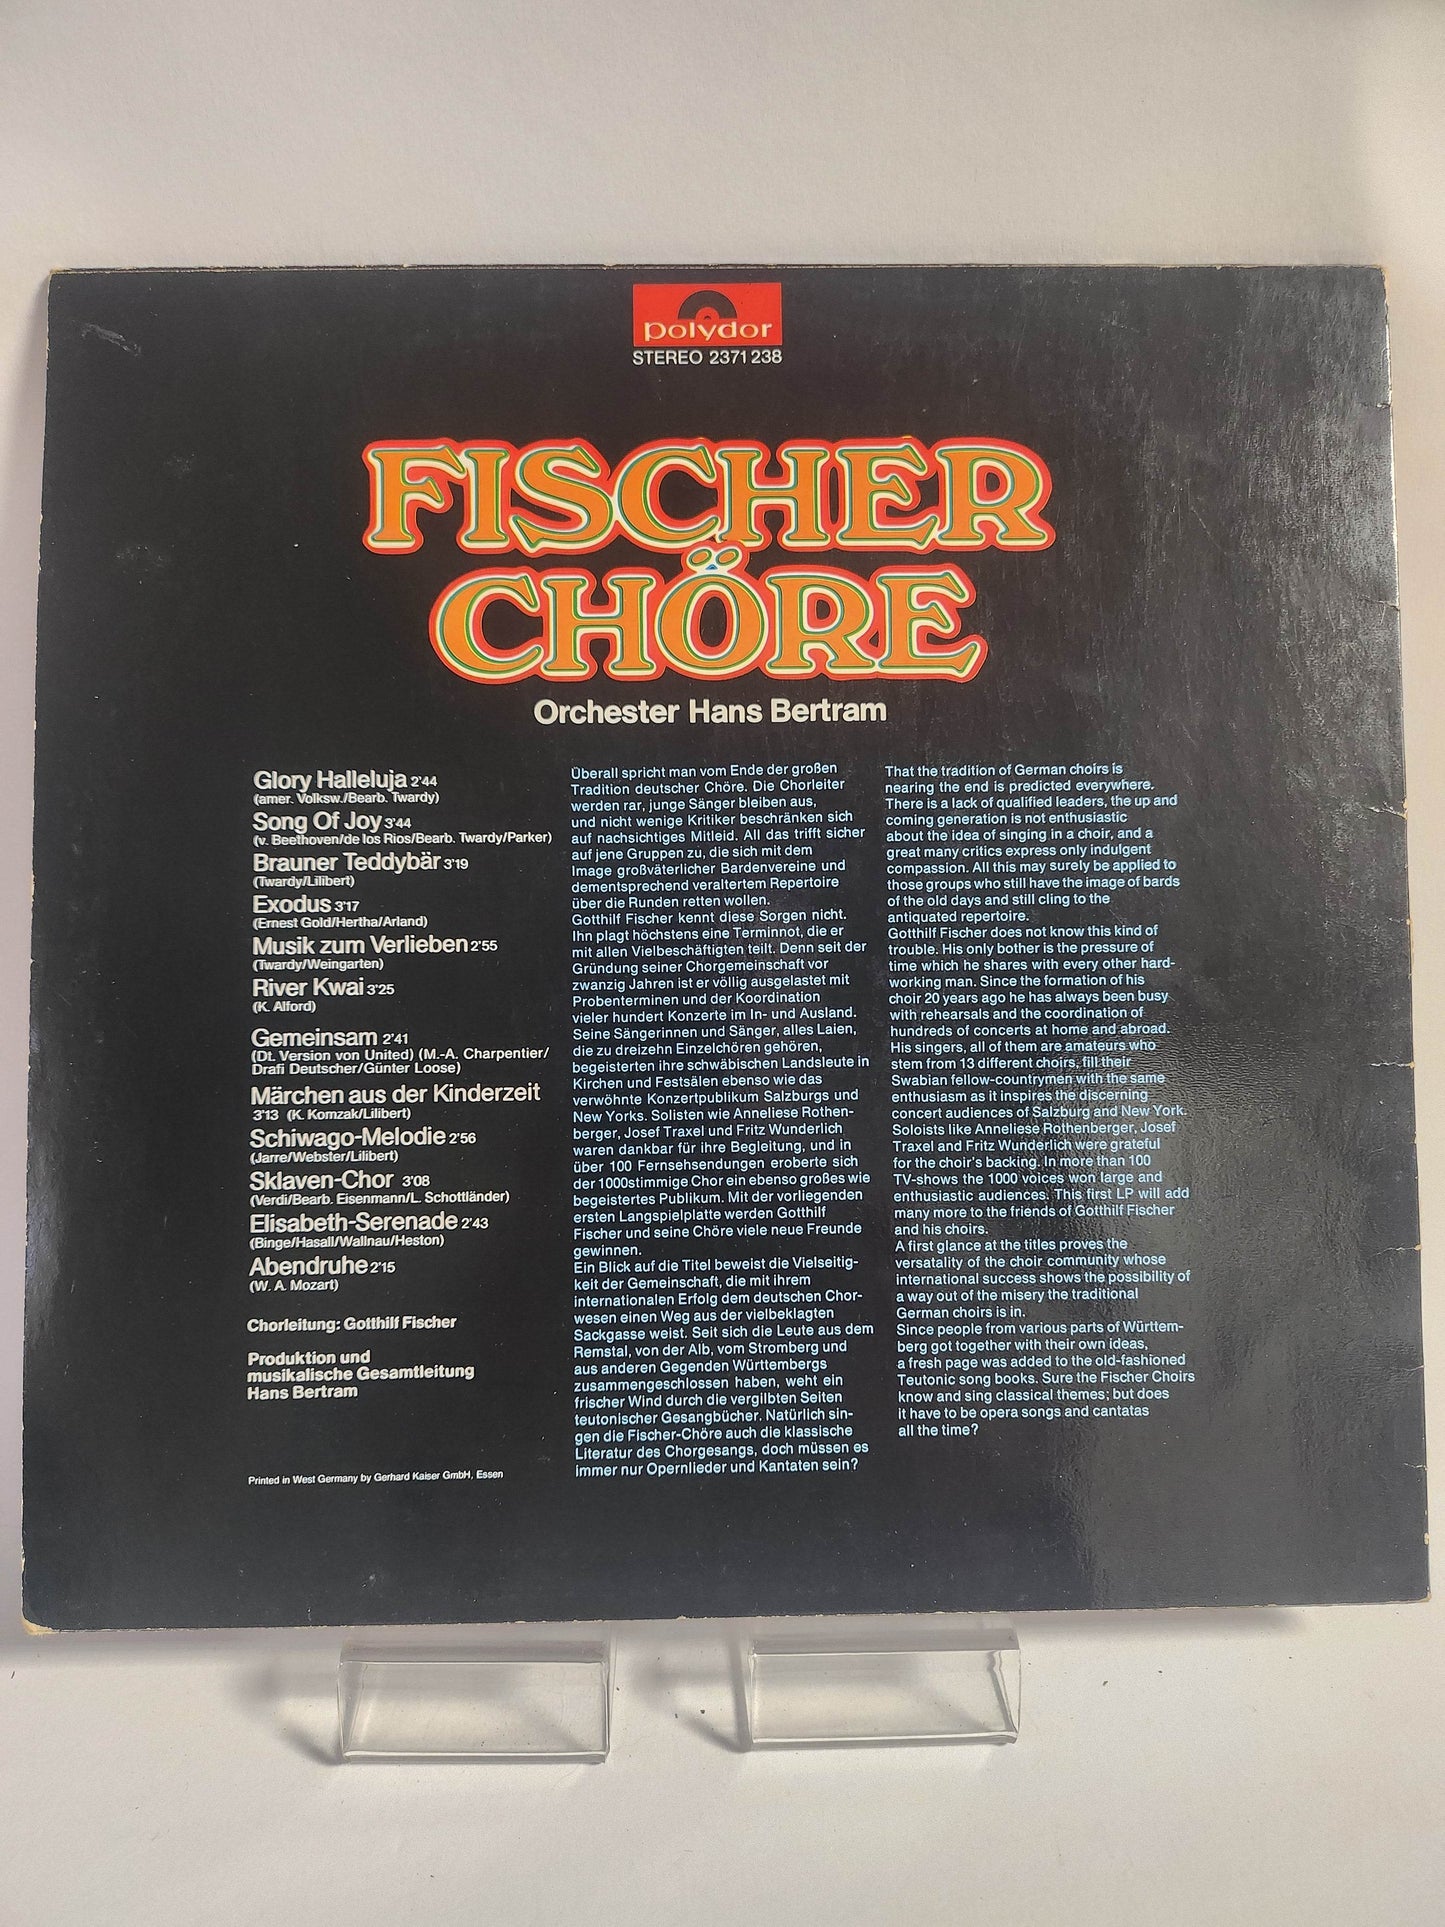 polydor
STEREO 2371 238
FISCHER
CHÖRE
Orchester Hans Bertram
Glory Halleluja 2'44
(amer. Volksw./Bearb. Twardy)
Song Of Joy 3'44
(v. Beethoven/de los Rios/Bearb. Twardy/Parker)
Brauner Teddybär 3'19
(Twardy/Lilibert)
Exodus 3'17
(Ernest Gold/Hertha/Arland)
Musik zum Verlieben 2'55
(Twardy/Weingarten)
River Kwai 3'25
(K. Alford)
Gemeinsam 2'41
(Dt. Version von United) (M.-A. Charpentier/
Drafi Deutscher/Günter Loose)
Märchen aus der Kinderzeit
3'13 (K. Komzak/Lilibert)
Schiwago-Melodie 2'56
(Jarre/Webster/Lilibert)
Sklaven-Chor 3'08
(Verdi/Bearb. Eisenmann/L. Schottländer)
Elisabeth-Serenade 2'43
(Binge/Hasall/Wallnau/Heston)
Abendruhe 2'15
(W. A. Mozart)
Chorleitung: Gotthilf Fischer
Produktion und
musikalische Gesamtleitung
Hans Bertram
Printed in West Germany by Gerhard Kaiser GmbH, Essen
Überall spricht man vom Ende der großen
Tradition deutscher Chöre. Die Chorleiter
werden rar, junge Sänger bleiben aus,
und nicht wenige Kritiker beschränken sich
auf nachsichtiges Mitleid. All das trifft sicher
auf jene Gruppen zu, die sich mit dem
Image großväterlicher Bardenvereine und
dementsprechend veraltertem Repertoire
über die Runden retten wollen.
Gotthilf Fischer kennt diese Sorgen nicht.
Ihn plagt höchstens eine Terminnot, die er
mit allen Vielbeschäftigten teilt. Denn seit der
Gründung seiner Chorgemeinschaft vor
zwanzig Jahren ist er völlig ausgelastet mit
Probenterminen und der Koordination
vieler hundert Konzerte im In- und Ausland.
Seine Sängerinnen und Sänger, alles Laien,
die zu dreizehn Einzelchören gehören,
begeisterten ihre schwäbischen Landsleute in
Kirchen und Festsälen ebenso wie das
verwöhnte Konzertpublikum Salzburgs und
New Yorks. Solisten wie Anneliese Rothen-
berger, Josef Traxel und Fritz Wunderlich
waren dankbar für ihre Begleitung, und in
über 100 Fernsehsendungen eroberte sich
der 1000stimmige Chor ein ebenso großes wie
begeistertes Publikum. Mit der vorliegenden
ersten Langspielplatte werden Gotthilf
Fischer und seine Chöre viele neue Freunde
gewinnen.
Ein Blick auf die Titel beweist die Vielseitig-
keit der Gemeinschaft, die mit ihrem
internationalen Erfolg dem deutschen Chor-
wesen einen Weg aus der vielbeklagten
Sackgasse weist. Seit sich die Leute aus dem
Remstal, von der Alb, vom Stromberg und
aus anderen Gegenden Württembergs
zusammengeschlossen haben, weht ein
frischer Wind durch die vergilbten Seiten
teutonischer Gesangbücher. Natürlich sin-
gen die Fischer-Chöre auch die klassische
Literatur des Chorgesangs, doch müssen es
immer nur Opernlieder und Kantaten sein?
That the tradition of German choirs is
nearing the end is predicted everywhere.
There is a lack of qualified leaders, the up and
coming generation is not enthusiastic
about the idea of singing in a choir, and a
great many critics express only indulgent
compassion. All this may surely be applied to
those groups who still have the image of bards
of the old days and still cling to the
antiquated repertoire.
Gotthilf Fischer does not know this kind of
trouble. His only bother is the pressure of
time which he shares with every other hard-
working man. Since the formation of his
choir 20 years ago he has always been busy
with rehearsals and the coordination of
hundreds of concerts at home and abroad.
His singers, all of them are amateurs who
stem from 13 different choirs, fill their
Swabian fellow-countrymen with the same
enthusiasm as it inspires the discerning
concert audiences of Salzburg and New York.
Soloists like Anneliese Rothenberger, Josef
Traxel and Fritz Wunderlich were grateful
for the choir's backing. In more than 100
TV-shows the 1000 voices won large and
enthusiastic audiences. This first LP will add
many more to the friends of Gotthilf Fischer
and his choirs.
A first glance at the titles proves the
versatality of the choir community whose
international success shows the possibility of
a way out of the misery the traditional
German choirs is in.
Since people from various parts of Württem-
berg got together with their own ideas,
a fresh page was added to the old-fashioned
Teutonic song books. Sure the Fischer Choirs
know and sing classical themes; but does
it have to be opera songs and cantatas
all the time?